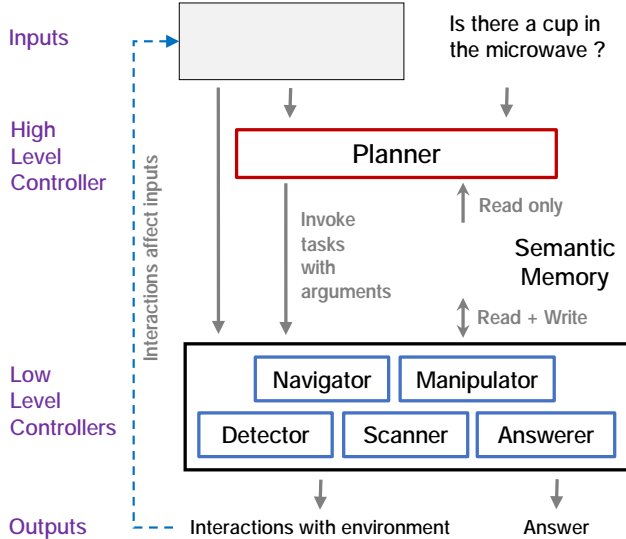 Inputs
Is there a cup in
the microwave ?
High
Level
Controller
Planner
Interactions affect inputs
Invoke
tasks
with
arguments
Read only
Semantic
Memory
Read + Write
Low
Level
Controllers
Navigator
Manipulator
Detector
Scanner
Answerer
Outputs
Interactions with environment
Answer